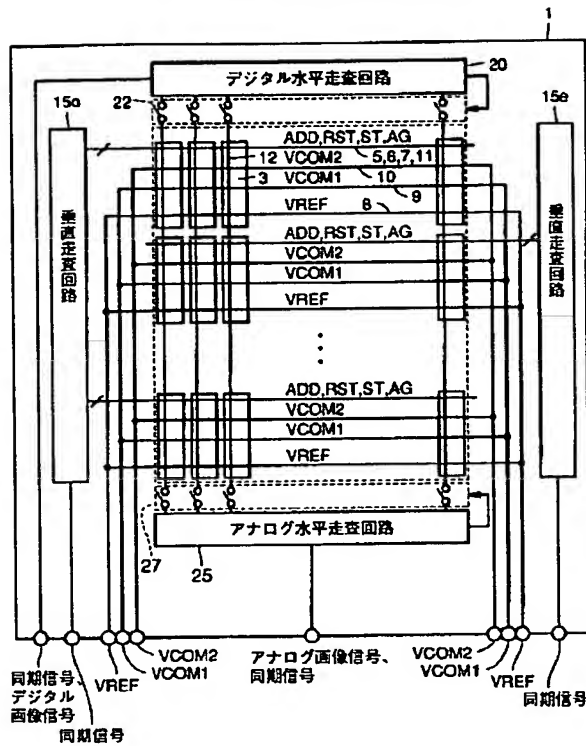 1
20
デジタル水平走査回路
15a
22
15e
ADD,RST,ST,AG
12
VCOM2
5,6,7,11
3
VCOM1
10
9
VREF
8
垂直走査回路
垂直走査回路
ADD,RST,ST,AG
VCOM2
VCOM1
VREF
ADD,RST,ST,AG
VCOM2
VCOM1
VREF
アナログ水平走査回路
27
25
同期信号、
デジタル
画像信号
同期信号
VREF
VCOM1
VCOM2
アナログ画像信号、
同期信号
VCOM2
VCOM1
VREF
同期信号